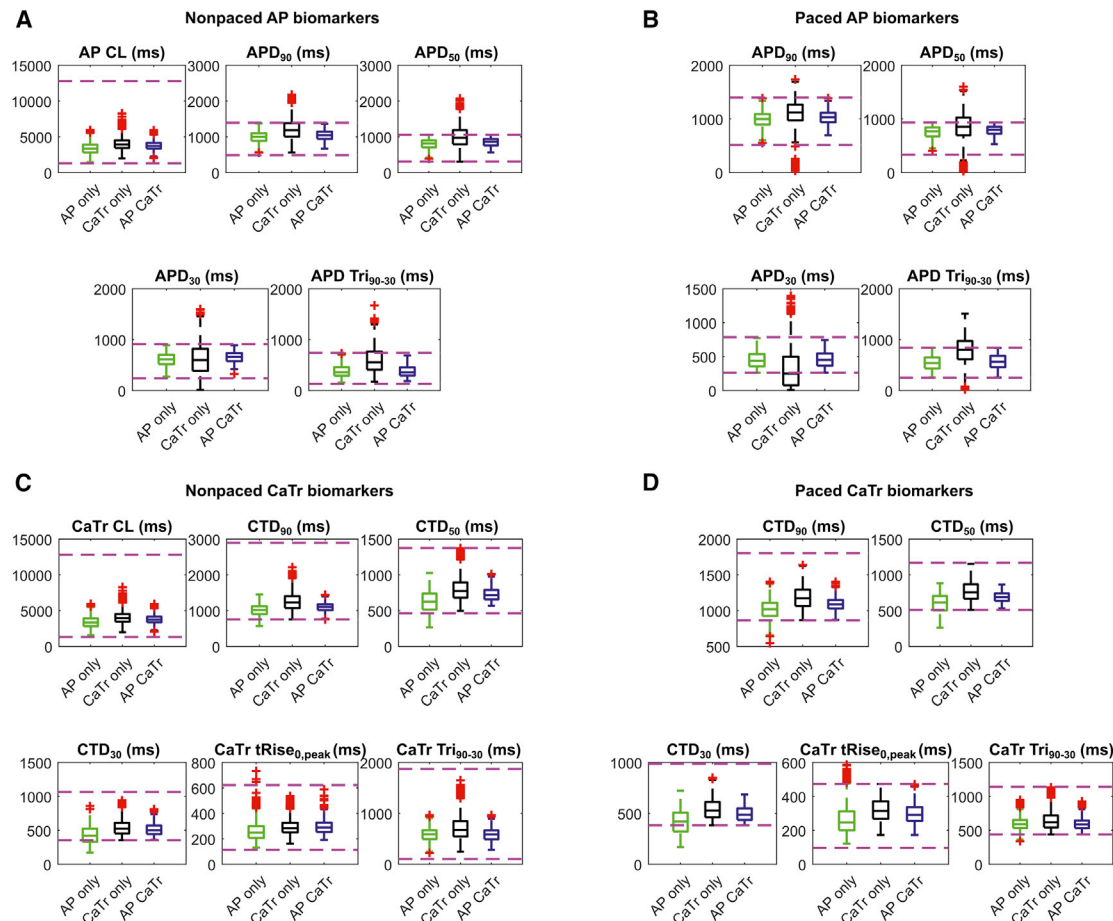 A
Nonpaced AP biomarkers
AP CL (ms)
15000
10000
5000
0
AP only
CaTr only
AP CaTr
APD90 (ms)
3000
2000
1000
0
AP only
CaTr only
AP CaTr
APD50 (ms)
3000
2000
1000
0
AP only
CaTr only
AP CaTr
APD30 (ms)
2000
1000
0
AP only
CaTr only
AP CaTr
APD Tri90-30 (ms)
2000
1000
0
AP only
CaTr only
AP CaTr
B
Paced AP biomarkers
APD90 (ms)
2000
1500
1000
500
0
AP only
CaTr only
AP CaTr
APD50 (ms)
2000
1500
1000
500
0
AP only
CaTr only
AP CaTr
APD30 (ms)
1500
1000
500
0
AP only
CaTr only
AP CaTr
APD Tri90-30 (ms)
2000
1000
0
AP only
CaTr only
AP CaTr
C
Nonpaced CaTr biomarkers
CaTr CL (ms)
15000
10000
5000
0
AP only
CaTr only
AP CaTr
CTD90 (ms)
3000
2000
1000
0
AP only
CaTr only
AP CaTr
CTD50 (ms)
1500
1000
500
0
AP only
CaTr only
AP CaTr
CTD30 (ms)
1500
1000
500
0
AP only
CaTr only
AP CaTr
CaTr tRise0,peak (ms)
800
600
400
200
0
AP only
CaTr only
AP CaTr
CaTr Tri90-30 (ms)
2000
1500
1000
500
0
AP only
CaTr only
AP CaTr
D
Paced CaTr biomarkers
CTD90 (ms)
2000
1500
1000
500
AP only
CaTr only
AP CaTr
CTD50 (ms)
1500
1000
500
0
AP only
CaTr only
AP CaTr
CTD30 (ms)
1000
500
0
AP only
CaTr only
AP CaTr
CaTr tRise0,peak (ms)
600
400
200
0
AP only
CaTr only
AP CaTr
CaTr Tri90-30 (ms)
1500
1000
500
0
AP only
CaTr only
AP CaTr